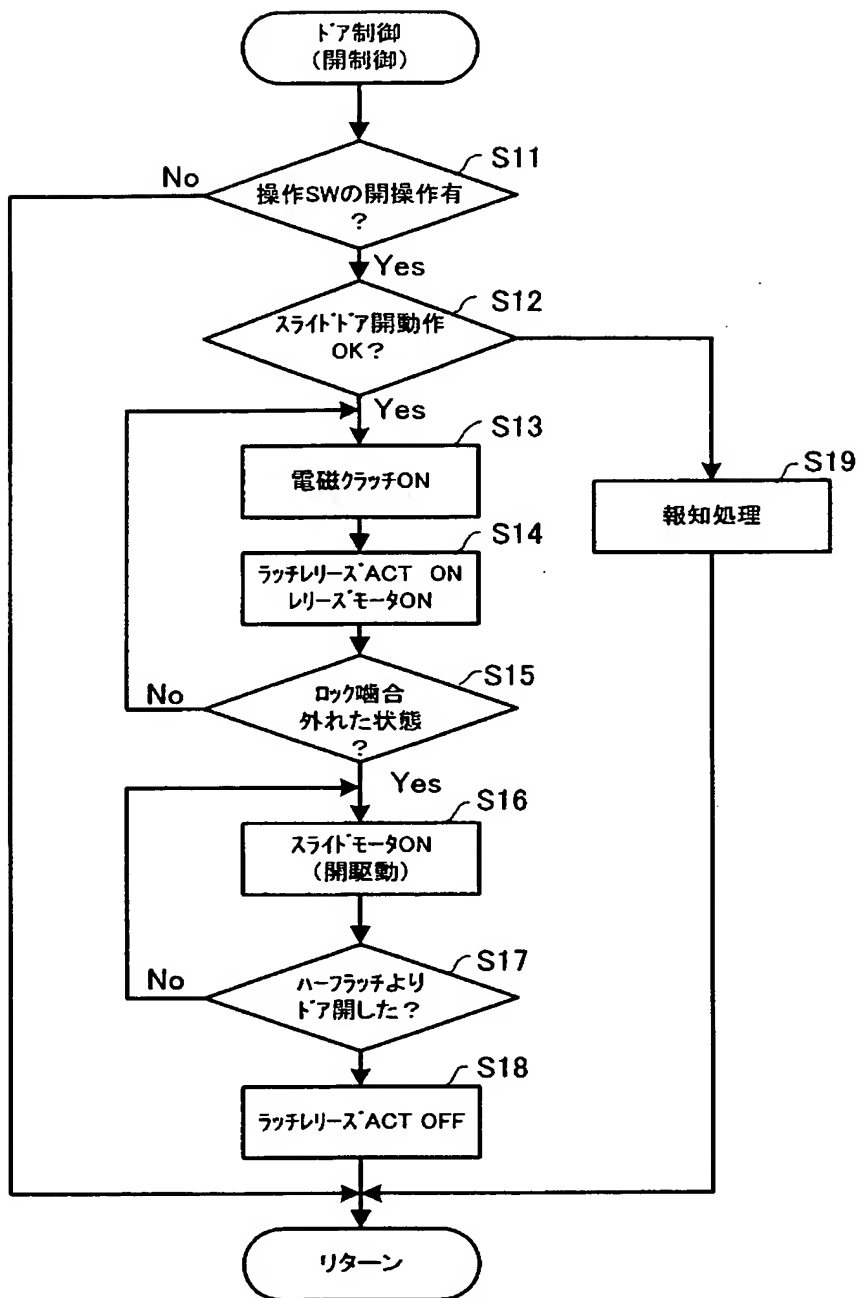 ドア制御
(開制御)
S11
No
操作SWの開操作有
?
Yes
S12
スライドドア開動作
OK?
Yes
S13
電磁クラッチON
S19
報知処理
S14
ラッチレリーズACT ON
レリーズモータON
S15
No
ロック噛合
外れた状態
?
Yes
S16
スライドモータON
(開駆動)
S17
No
ハーフラッチより
ドア開した?
S18
ラッチレリーズACT OFF
リターン